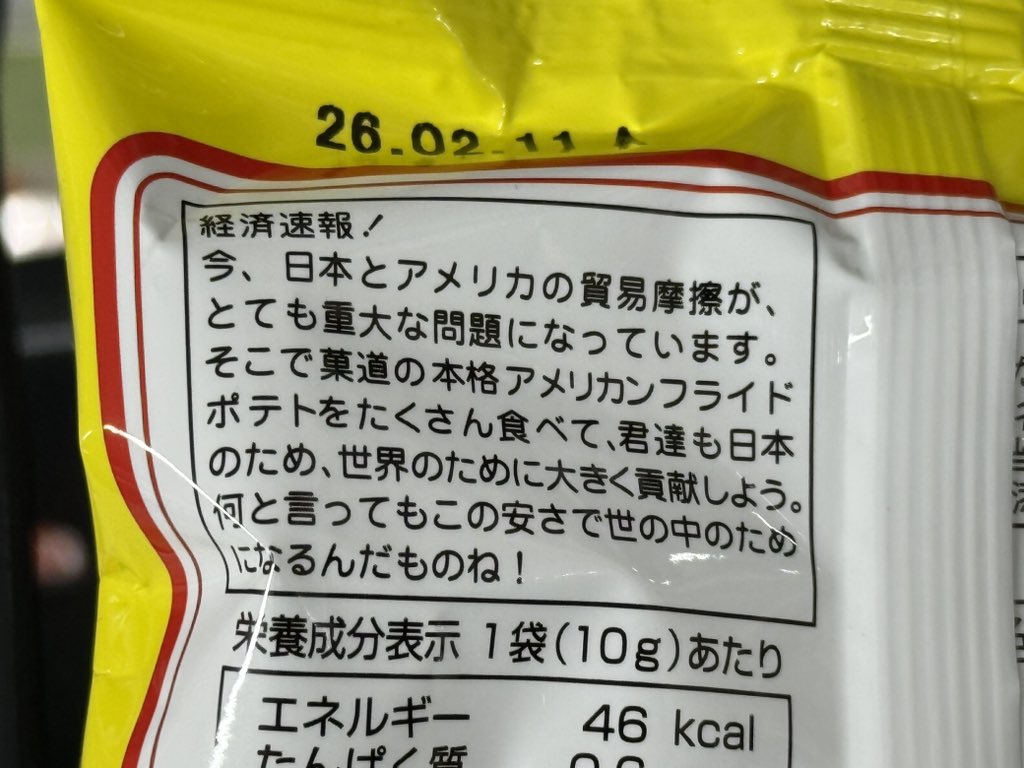 26.02.11 A
経済速報!
今、日本とアメリカの貿易摩擦が、
とても重大な問題になっています。
そこで菓道の本格アメリカンフライド
ポテトをたくさん食べて、君達も日本
のため、世界のために大きく貢献しよう。
何と言ってもこの安さで世の中のため
になるんだものね!
栄養成分表示 1袋(10g)あたり
エネルギー 46 kcal
たんぱく質